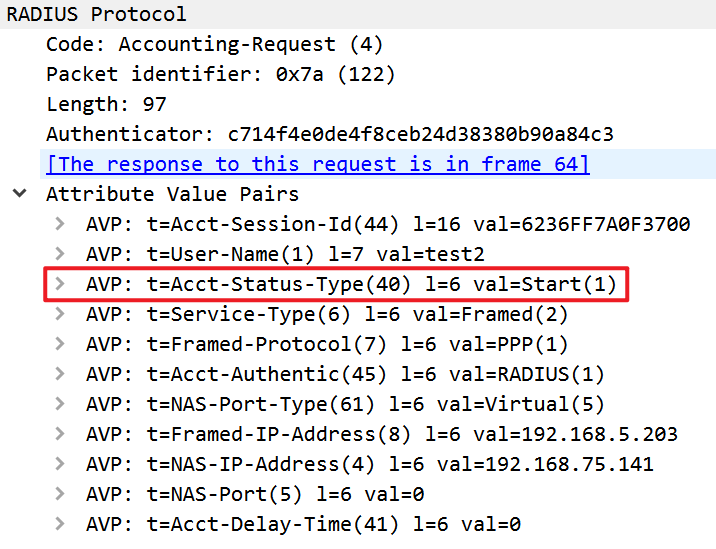 RADIUS Protocol
Code: Accounting-Request (4)
Packet identifier: 0x7a (122)
Length: 97
Authenticator: c714f4e0de4f8ceb24d38380b90a84c3
[The response to this request is in frame 64]
Attribute Value Pairs
AVP: t=Acct-Session-Id(44) l=16 val=6236FF7A0F3700
AVP: t=User-Name(1) l=7 val=test2
AVP: t=Acct-Status-Type(40) l=6 val=Start(1)
AVP: t=Service-Type(6) l=6 val=Framed(2)
AVP: t=Framed-Protocol(7) l=6 val=PPP(1)
AVP: t=Acct-Authentic(45) l=6 val=RADIUS(1)
AVP: t=NAS-Port-Type(61) l=6 val=Virtual(5)
AVP: t=Framed-IP-Address(8) l=6 val=192.168.5.203
AVP: t=NAS-IP-Address(4) l=6 val=192.168.75.141
AVP: t=NAS-Port(5) l=6 val=0
AVP: t=Acct-Delay-Time(41) l=6 val=0